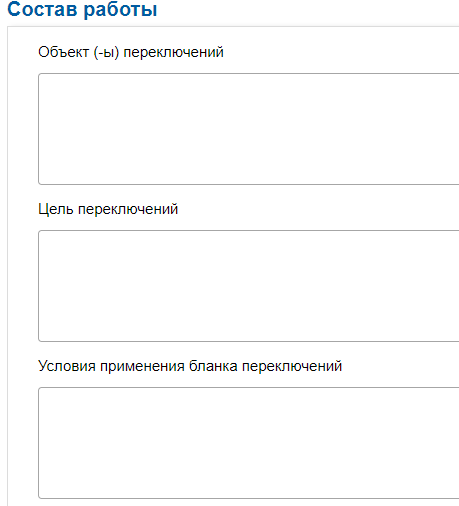 Состав работы
Объект (-ы) переключений
Цель переключений
Условия применения бланка переключений